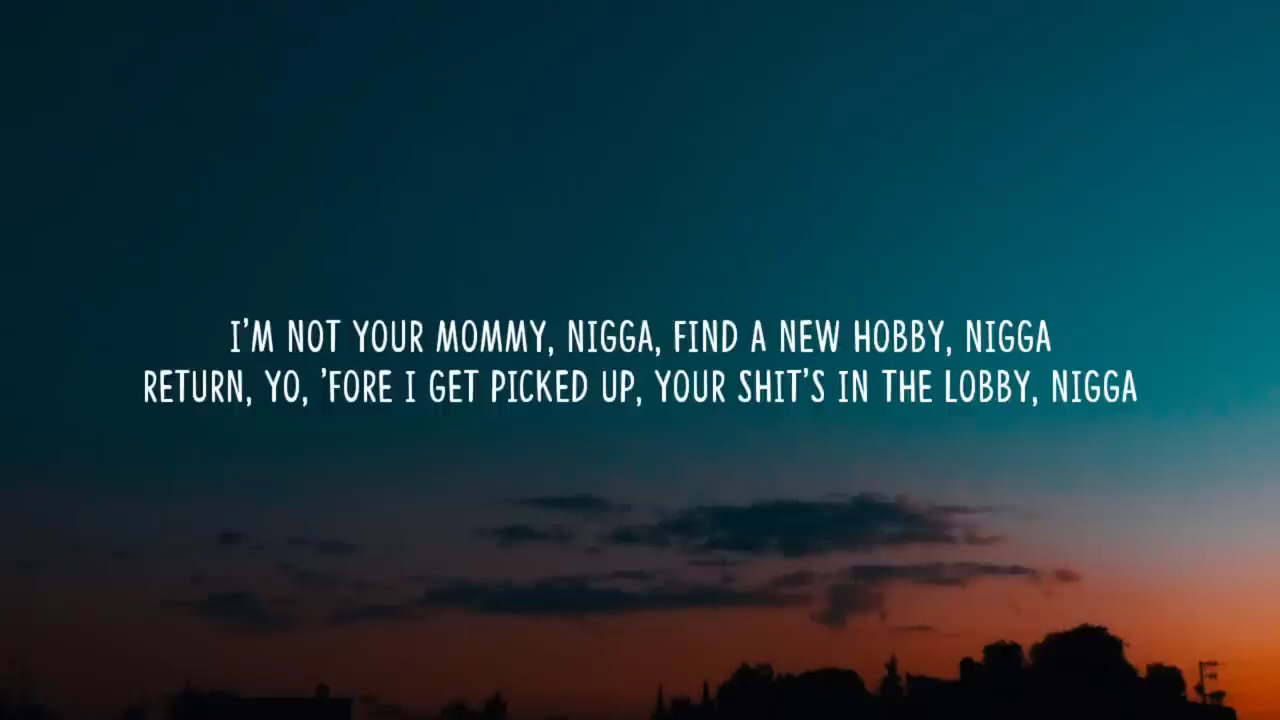 I'M NOT YOUR MOMMY, NIGGA, FIND A NEW HOBBY, NIGGA
RETURN, YO, 'FORE I GET PICKED UP, YOUR SHIT'S IN THE LOBBY, NIGGA